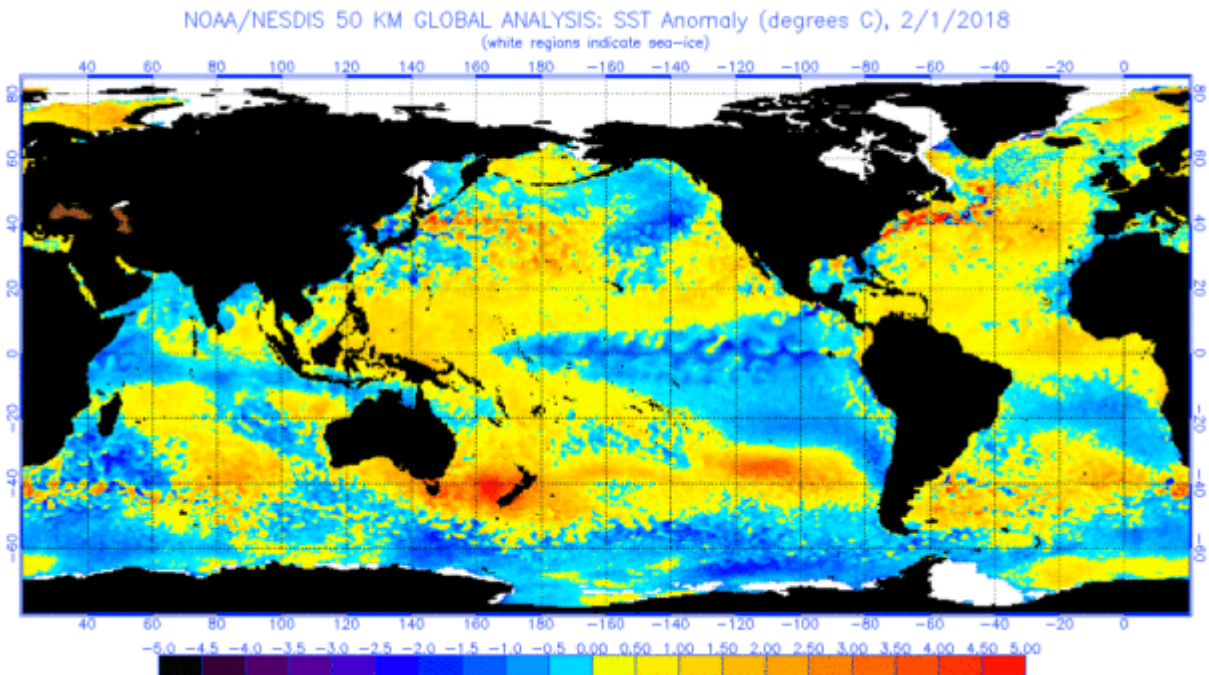 NOAA/NESDIS 50 KM GLOBAL ANALYSIS: SST Anomaly (degrees C), 2/1/2018
(white regions indicate sea-ice)
40 60 80 100 120 140 160 180 -160 -140 -120 -100 -80 -60 -40 -20 0
80 80
60 60
40 40
20 20
0 0
-20 -20
-40 -40
-60 -60
40 60 80 100 120 140 160 180 -160 -140 -120 -100 -80 -60 -40 -20 0
-5.0 -4.5 -4.0 -3.5 -3.0 -2.5 -2.0 -1.5 -1.0 -0.5 0.00 0.50 1.00 1.50 2.00 2.50 3.00 3.50 4.00 4.50 5.00